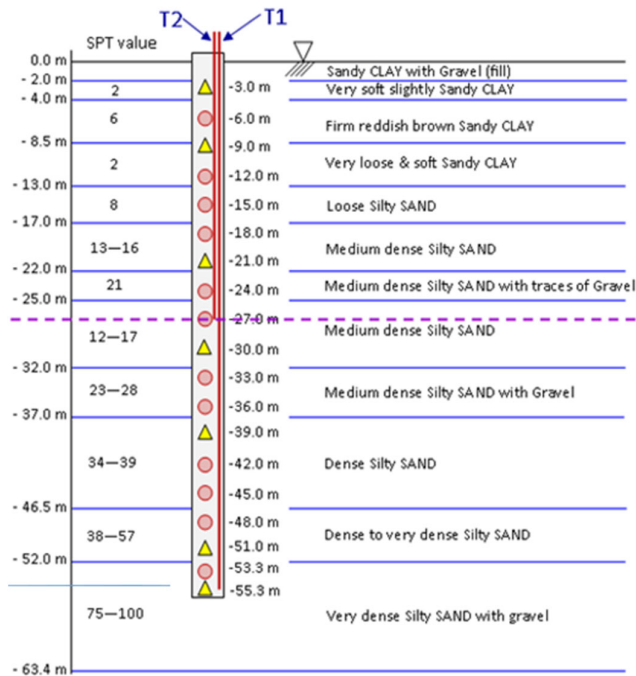 T2 T1
SPT value
0.0 m
Sandy CLAY with Gravel (fill)
- 2.0 m
2 -3.0 m Very soft slightly Sandy CLAY
- 4.0 m
6 -6.0 m Firm reddish brown Sandy CLAY
- 8.5 m -9.0 m
2 Very loose & soft Sandy CLAY
-12.0 m
- 13.0 m
8 -15.0 m Loose Silty SAND
- 17.0 m
-18.0 m
13—16 Medium dense Silty SAND
-21.0 m
- 22.0 m
21 -24.0 m Medium dense Silty SAND with traces of Gravel
- 25.0 m
-27.0 m
12—17 Medium dense Silty SAND
-30.0 m
- 32.0 m
-33.0 m
23—28 Medium dense Silty SAND with Gravel
-36.0 m
- 37.0 m
-39.0 m
34—39 -42.0 m Dense Silty SAND
-45.0 m
- 46.5 m
-48.0 m
38—57 Dense to very dense Silty SAND
-51.0 m
- 52.0 m
-53.3 m
-55.3 m
75—100 Very dense Silty SAND with gravel
- 63.4 m